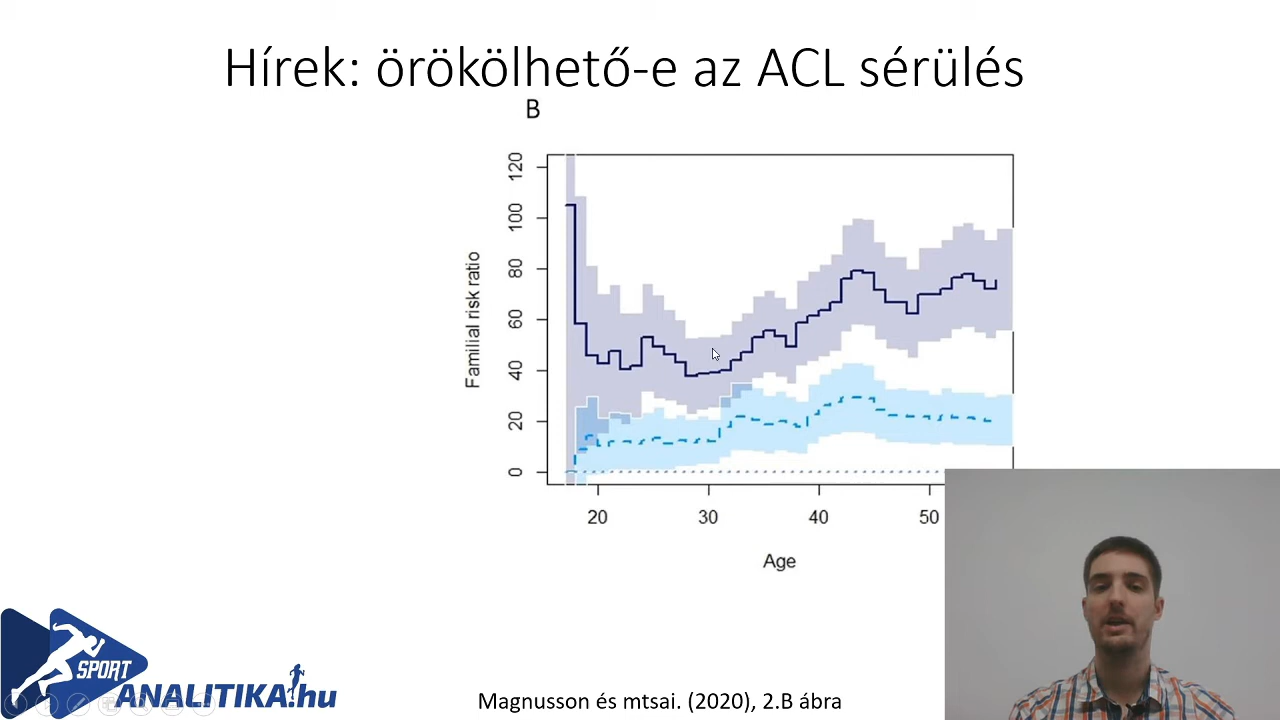 Hírek: örökölhető-e az ACL sérülés
B
120
100
80
60
40
20
0
Familial risk ratio
20 30 40 50
Age
SPORT
ANALITIKA.hu
Magnusson és mtsai. (2020), 2.B ábra